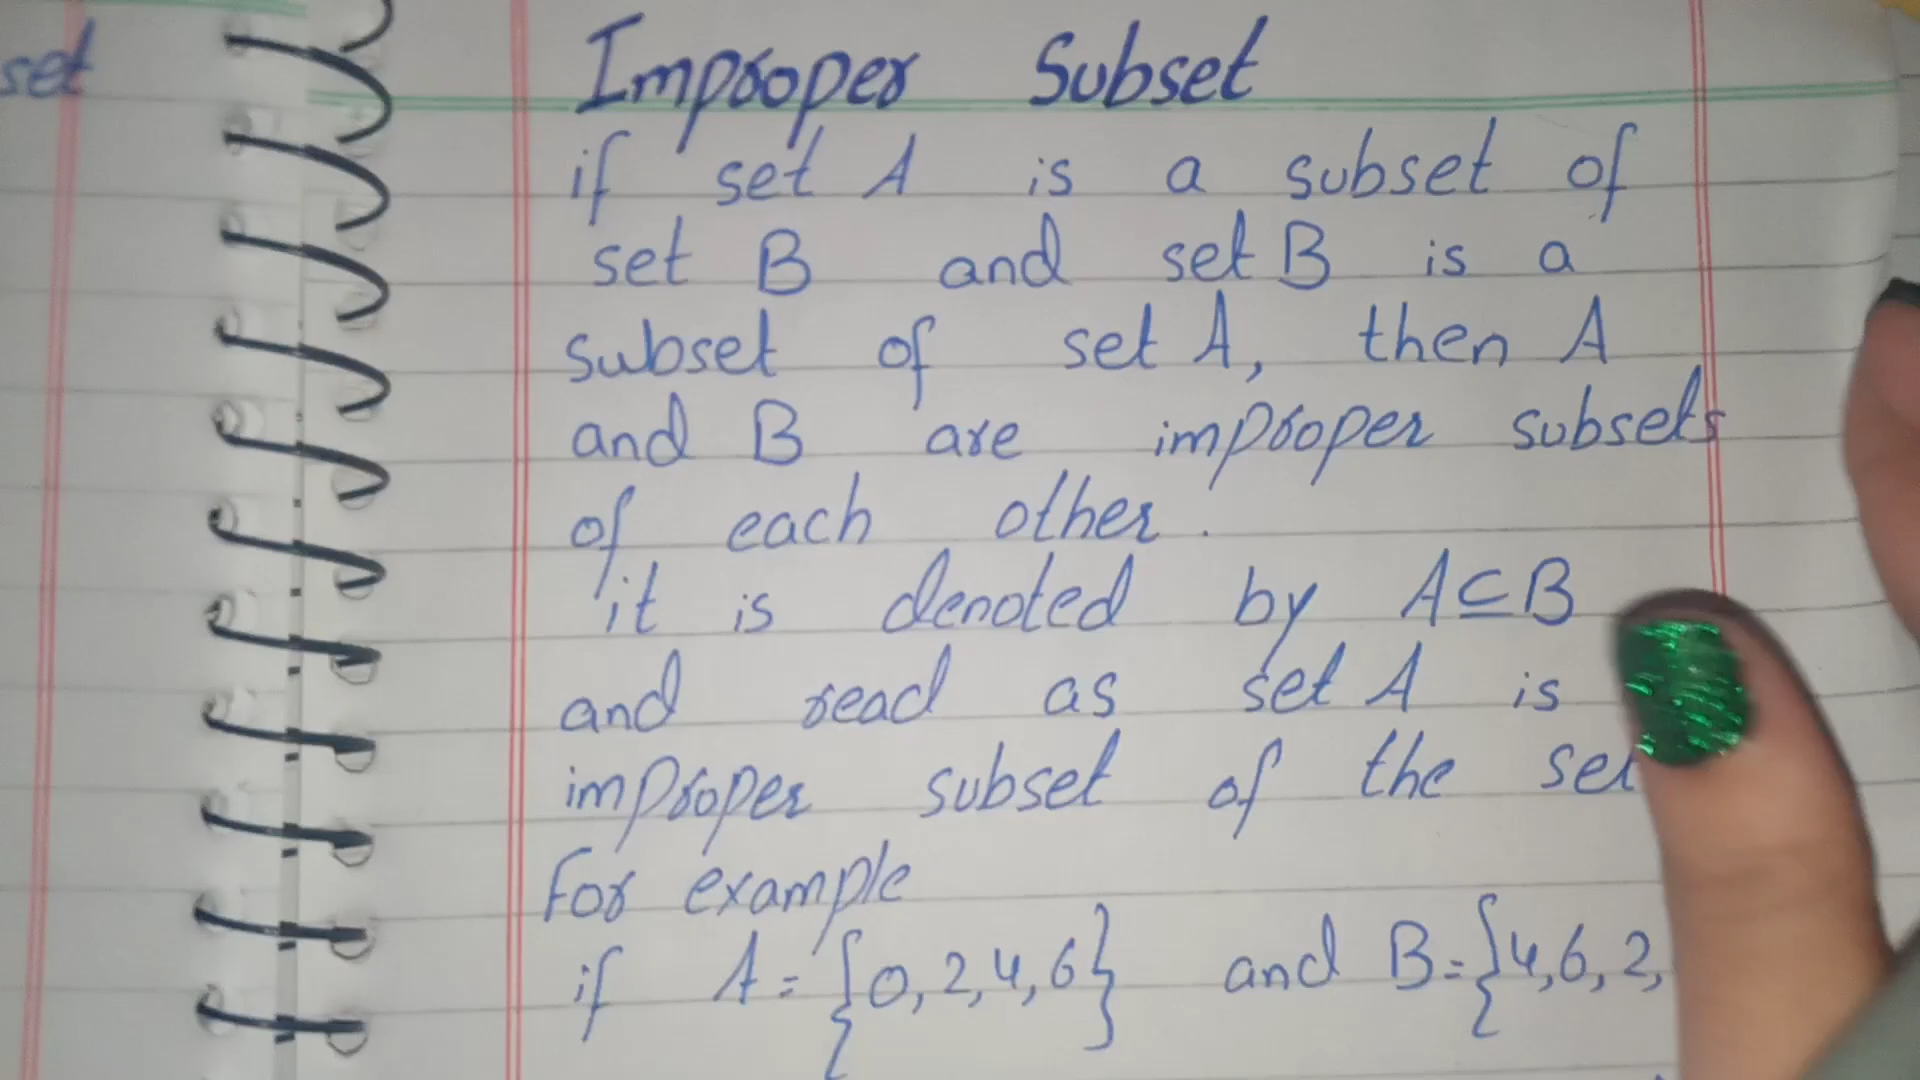 set
Improper Subset
if set A is a subset of
set B and set B is a
subset of set A, then A
and B are improper subsets
of each other.
it is denoted by A⊆B
and read as set A is
improper subset of the
For example
if A = {0, 2, 4, 6} and B = {4, 6, 2,